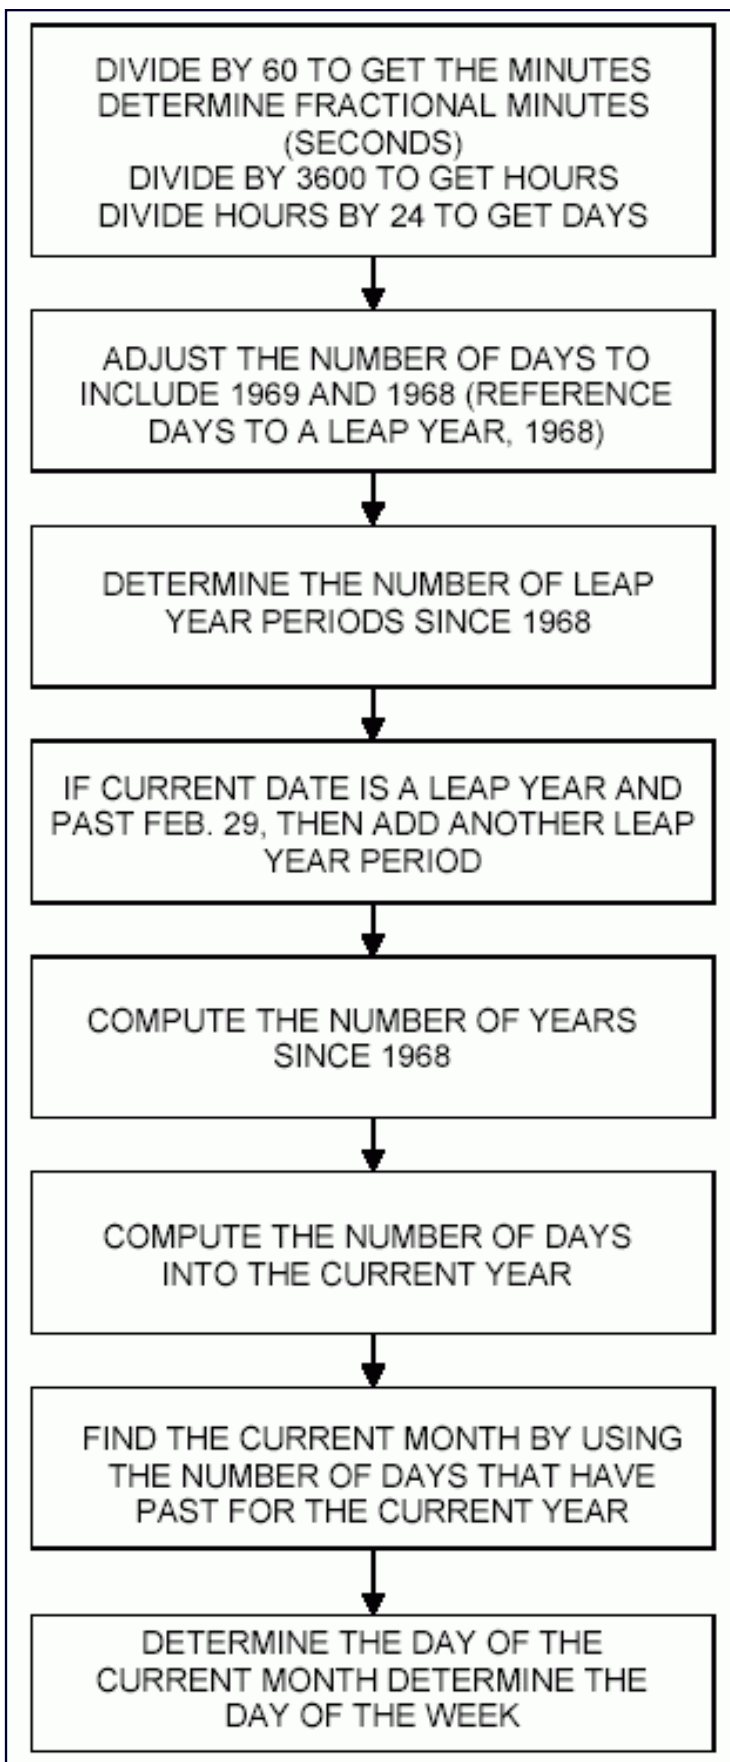 DIVIDE BY 60 TO GET THE MINUTES
DETERMINE FRACTIONAL MINUTES
(SECONDS)
DIVIDE BY 3600 TO GET HOURS
DIVIDE HOURS BY 24 TO GET DAYS
ADJUST THE NUMBER OF DAYS TO
INCLUDE 1969 AND 1968 (REFERENCE
DAYS TO A LEAP YEAR, 1968)
DETERMINE THE NUMBER OF LEAP
YEAR PERIODS SINCE 1968
IF CURRENT DATE IS A LEAP YEAR AND
PAST FEB. 29, THEN ADD ANOTHER LEAP
YEAR PERIOD
COMPUTE THE NUMBER OF YEARS
SINCE 1968
COMPUTE THE NUMBER OF DAYS
INTO THE CURRENT YEAR
FIND THE CURRENT MONTH BY USING
THE NUMBER OF DAYS THAT HAVE
PAST FOR THE CURRENT YEAR
DETERMINE THE DAY OF THE
CURRENT MONTH DETERMINE THE
DAY OF THE WEEK